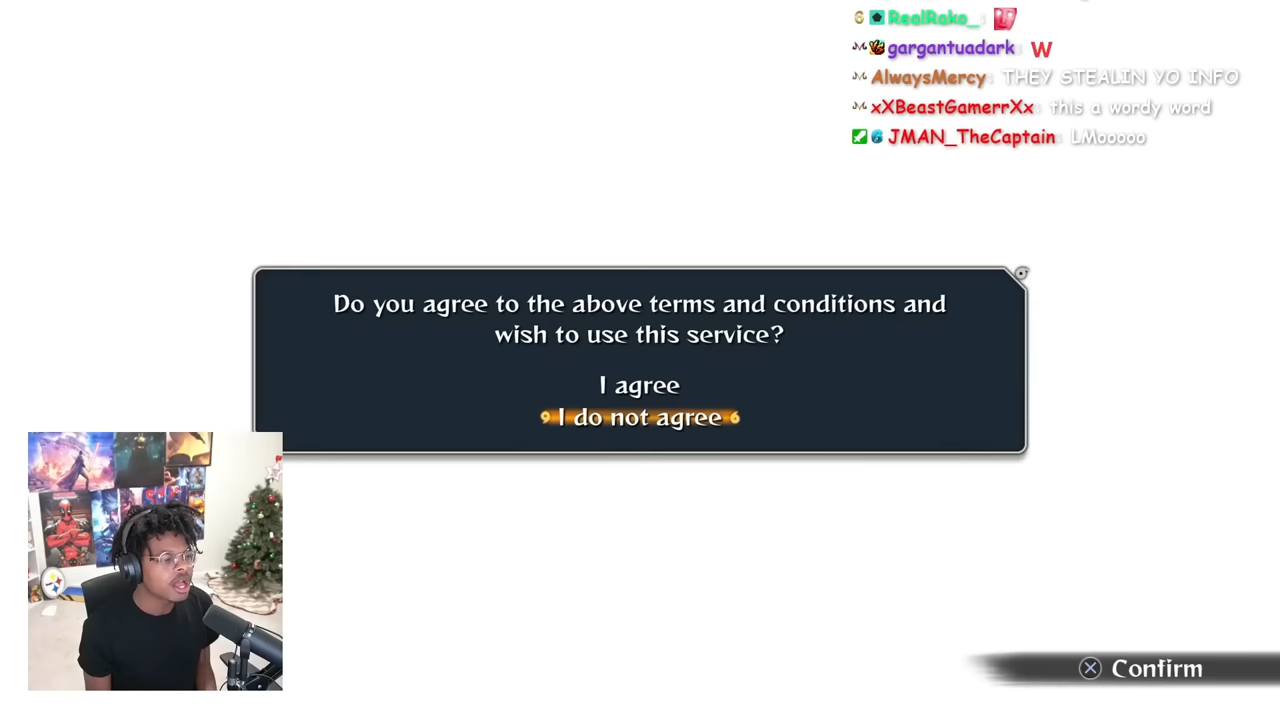 RealRako_:
gargantuadark: W
AlwaysMercy: THEY STEALIN YO INFO
xXBeastGamerrXx: this a wordy word
JMAN_TheCaptain: LMooooo
Do you agree to the above terms and conditions and
wish to use this service?
I agree
I do not agree
Confirm